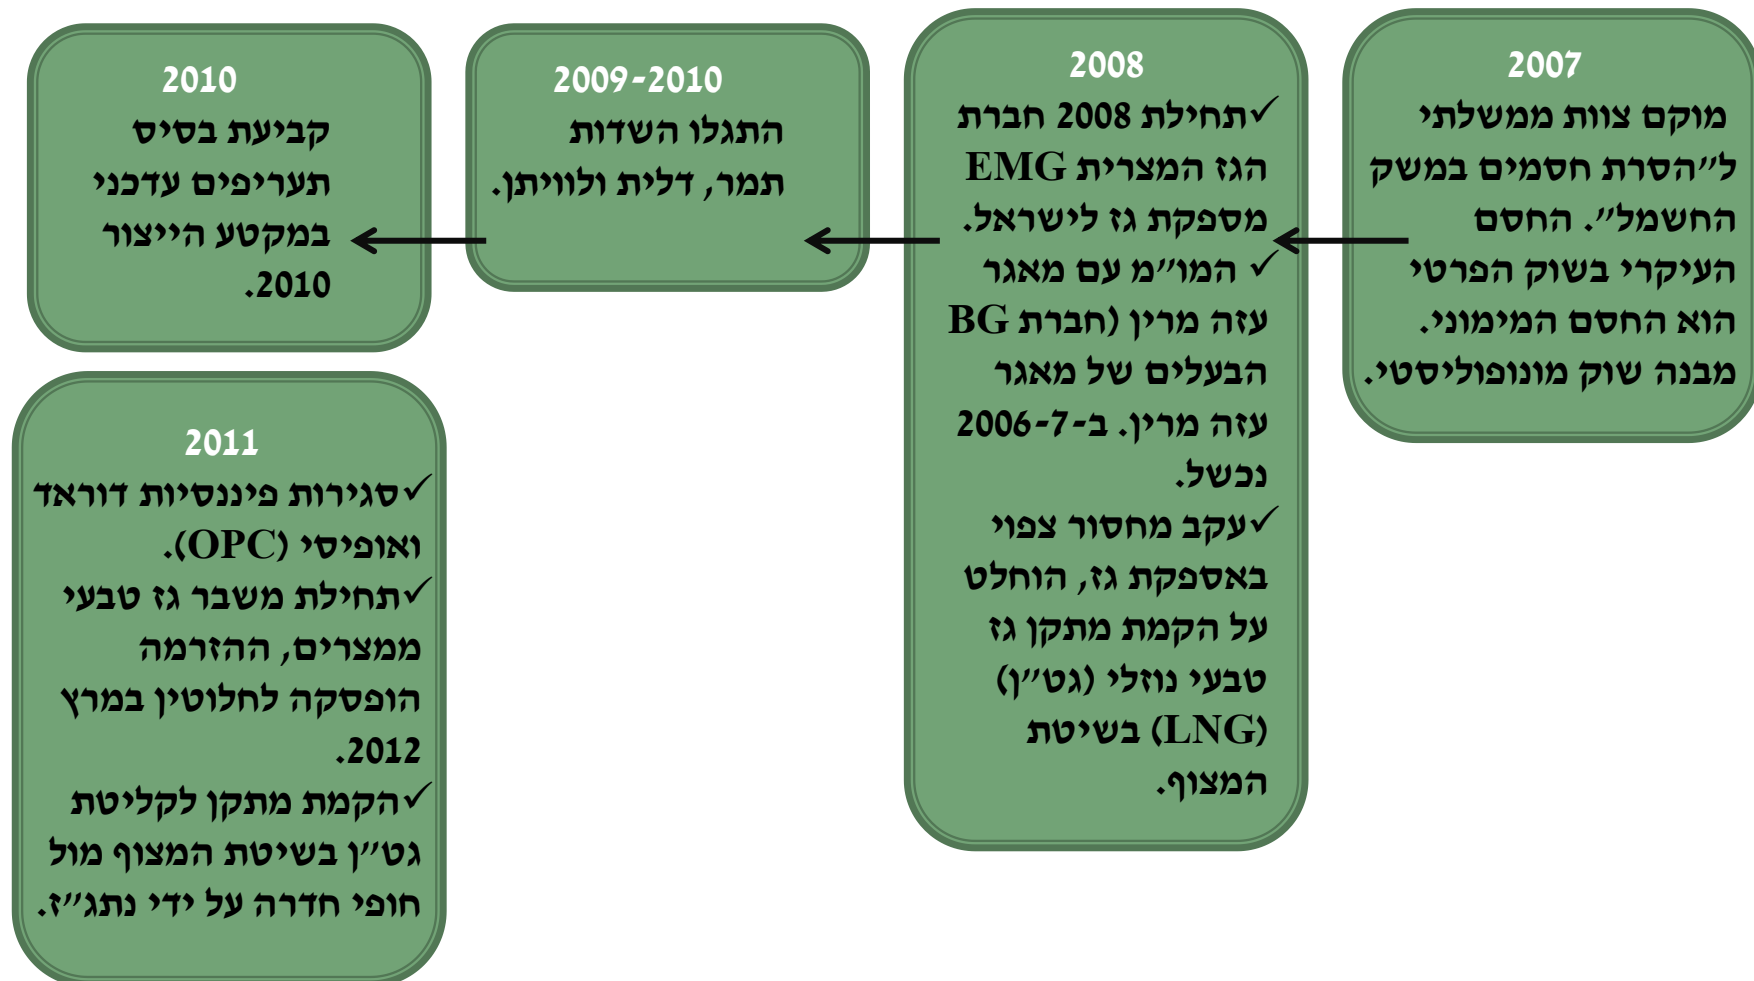 2007
מוקם צוות ממשלתי
ל״הסרת חסמים במשק
החשמל״. החסם
העיקרי בשוק הפרטי
הוא החסם המימוני.
מבנה שוק מונופוליסטי.
2008
✓תחילת 2008 חברת
הגז המצרית EMG
מספקת גז לישראל.
✓ המו״מ עם מאגר
עזה מרין (חברת BG
הבעלים של מאגר
עזה מרין. ב-2006-7
נכשל.
✓עקב מחסור צפוי
באספקת גז, הוחלט
על הקמת מתקן גז
טבעי נוזלי (גט״ן)
(LNG) בשיטת
המצוף.
2009-2010
התגלו השדות
תמר, דלית ולוויתן.
2010
קביעת בסיס
תעריפים עדכני
במקטע הייצור
2010.
2011
✓סגירות פיננסיות דוראד
ואופיסי (OPC).
✓תחילת משבר גז טבעי
ממצרים, ההזרמה
הופסקה לחלוטין במרץ
2012.
✓הקמת מתקן לקליטת
גט״ן בשיטת המצוף מול
חופי חדרה על ידי נתג״ז.